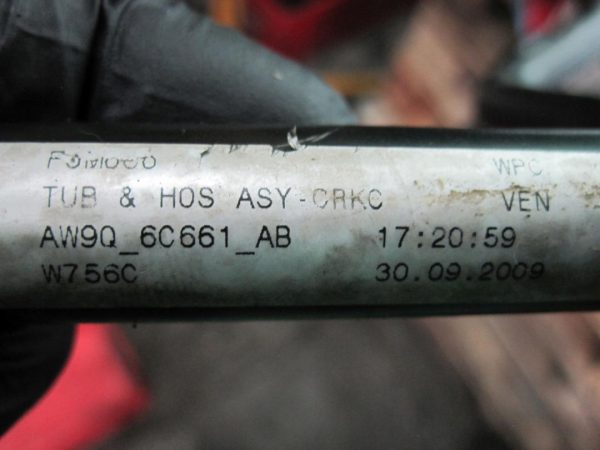 WPC
TUB & HOS ASY-CRKC VEN
AW9Q_6C661_AB 17:20:59
W756C 30.09.2009